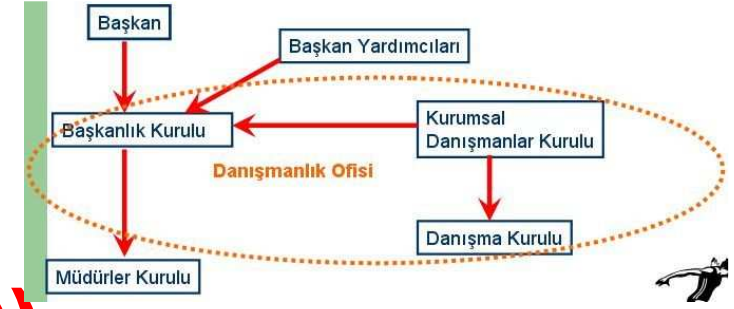 Başkan
Başkan Yardımcıları
Başkanlık Kurulu
Kurumsal
Danışmanlar Kurulu
Danışmanlık Ofisi
Danışma Kurulu
Müdürler Kurulu